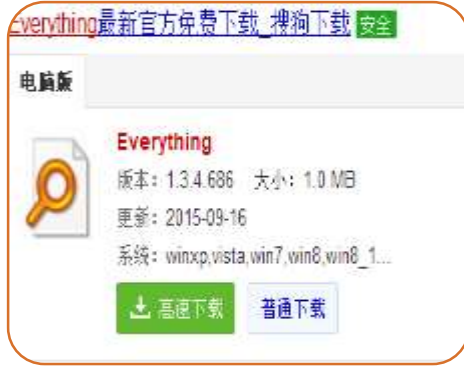 Everything最新官方免费下载_搜狗下载 安全
电脑版
Everything
版本：1.3.4.686 大小：1.0 MB
更新：2015-09-16
系统：winxp,vista,win7,win8,win8_1...
高速下载 普通下载